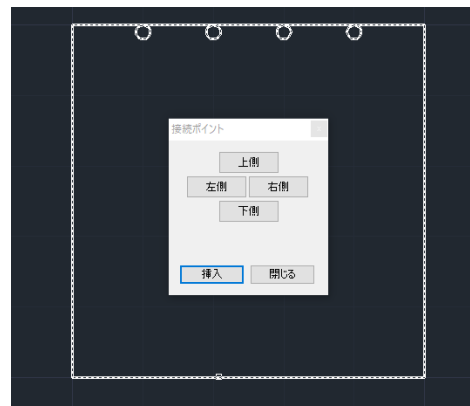 接続ポイント
上側
左側 右側
下側
挿入 閉じる